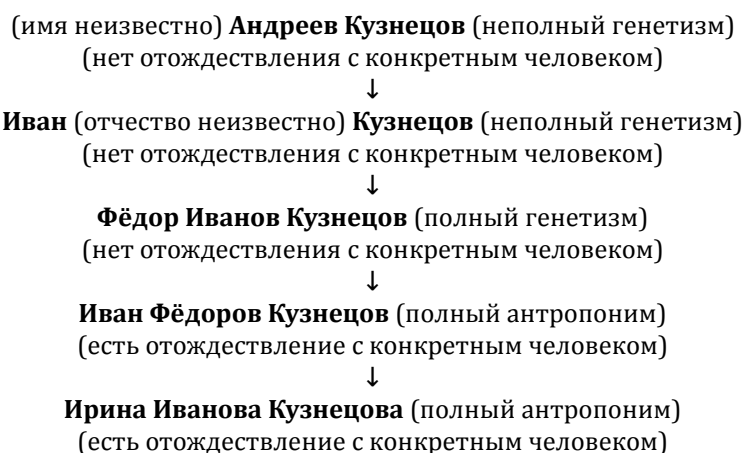 (имя неизвестно) Андреев Кузнецов (неполный генетизм)
(нет отождествления с конкретным человеком)
↓
Иван (отчество неизвестно) Кузнецов (неполный генетизм)
(нет отождествления с конкретным человеком)
↓
Фёдор Иванов Кузнецов (полный генетизм)
(нет отождествления с конкретным человеком)
↓
Иван Фёдоров Кузнецов (полный антропоним)
(есть отождествление с конкретным человеком)
↓
Ирина Иванова Кузнецова (полный антропоним)
(есть отождествление с конкретным человеком)